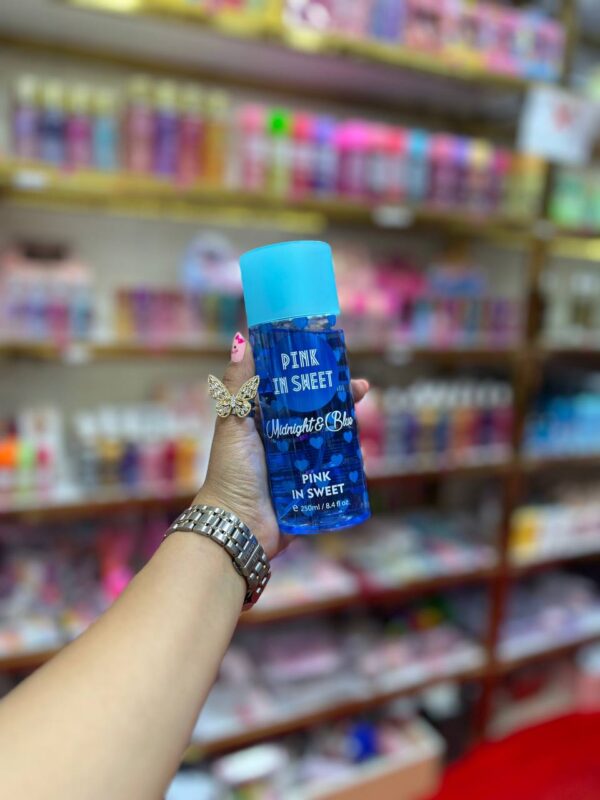 PINK
IN SWEET
Midnight & Blue
PINK
IN SWEET
e 250ml / 8.4 fl oz.